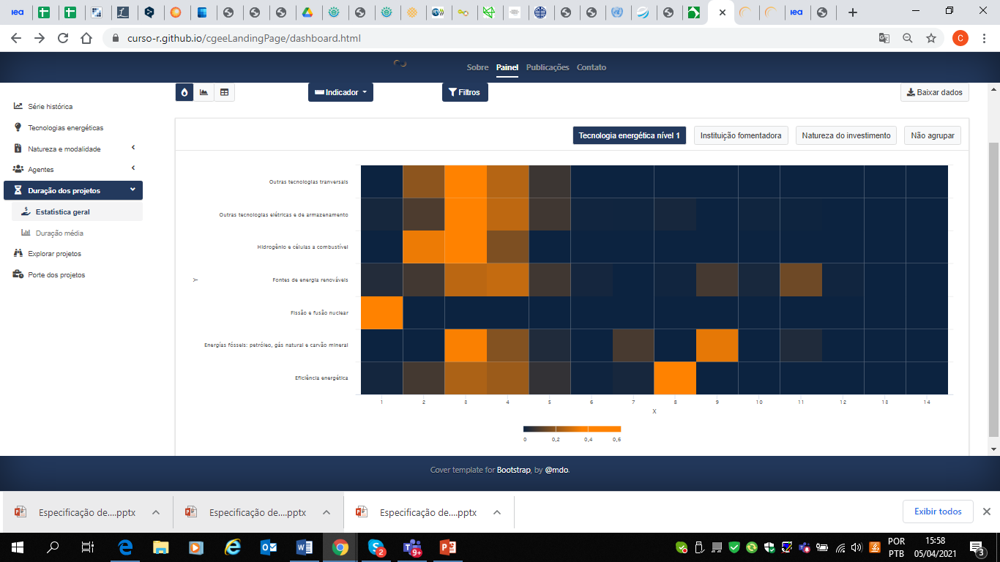 iea
iea
curso-r.github.io/cgeeLandingPage/dashboard.html
C
Sobre Painel Publicações Contato
Indicador
Filtros
Baixar dados
Série histórica
Tecnologias energéticas
Natureza e modalidade
Agentes
Duração dos projetos
Estatística geral
Duração média
Explorar projetos
Porte dos projetos
Tecnologia energética nível 1
Instituição fomentadora
Natureza do investimento
Não agrupar
Outras tecnologias tranversais
Outras tecnologias elétricas e de armazenamento
Hidrogênio e células a combustível
Fontes de energia renováveis
Fissão e fusão nuclear
Energías fósseis: petróleo, gás natural e carvão mineral
Eficiência energética
Y
1 2 3 4 5 6 7 8 9 10 11 12 13 14
X
0 0,2 0,4 0,6
Cover template for Bootstrap, by @mdo.
Especificação de....pptx
Especificação de....pptx
Especificação de....pptx
Exibir todos
2
9+
POR
PTB
15:58
05/04/2021
3